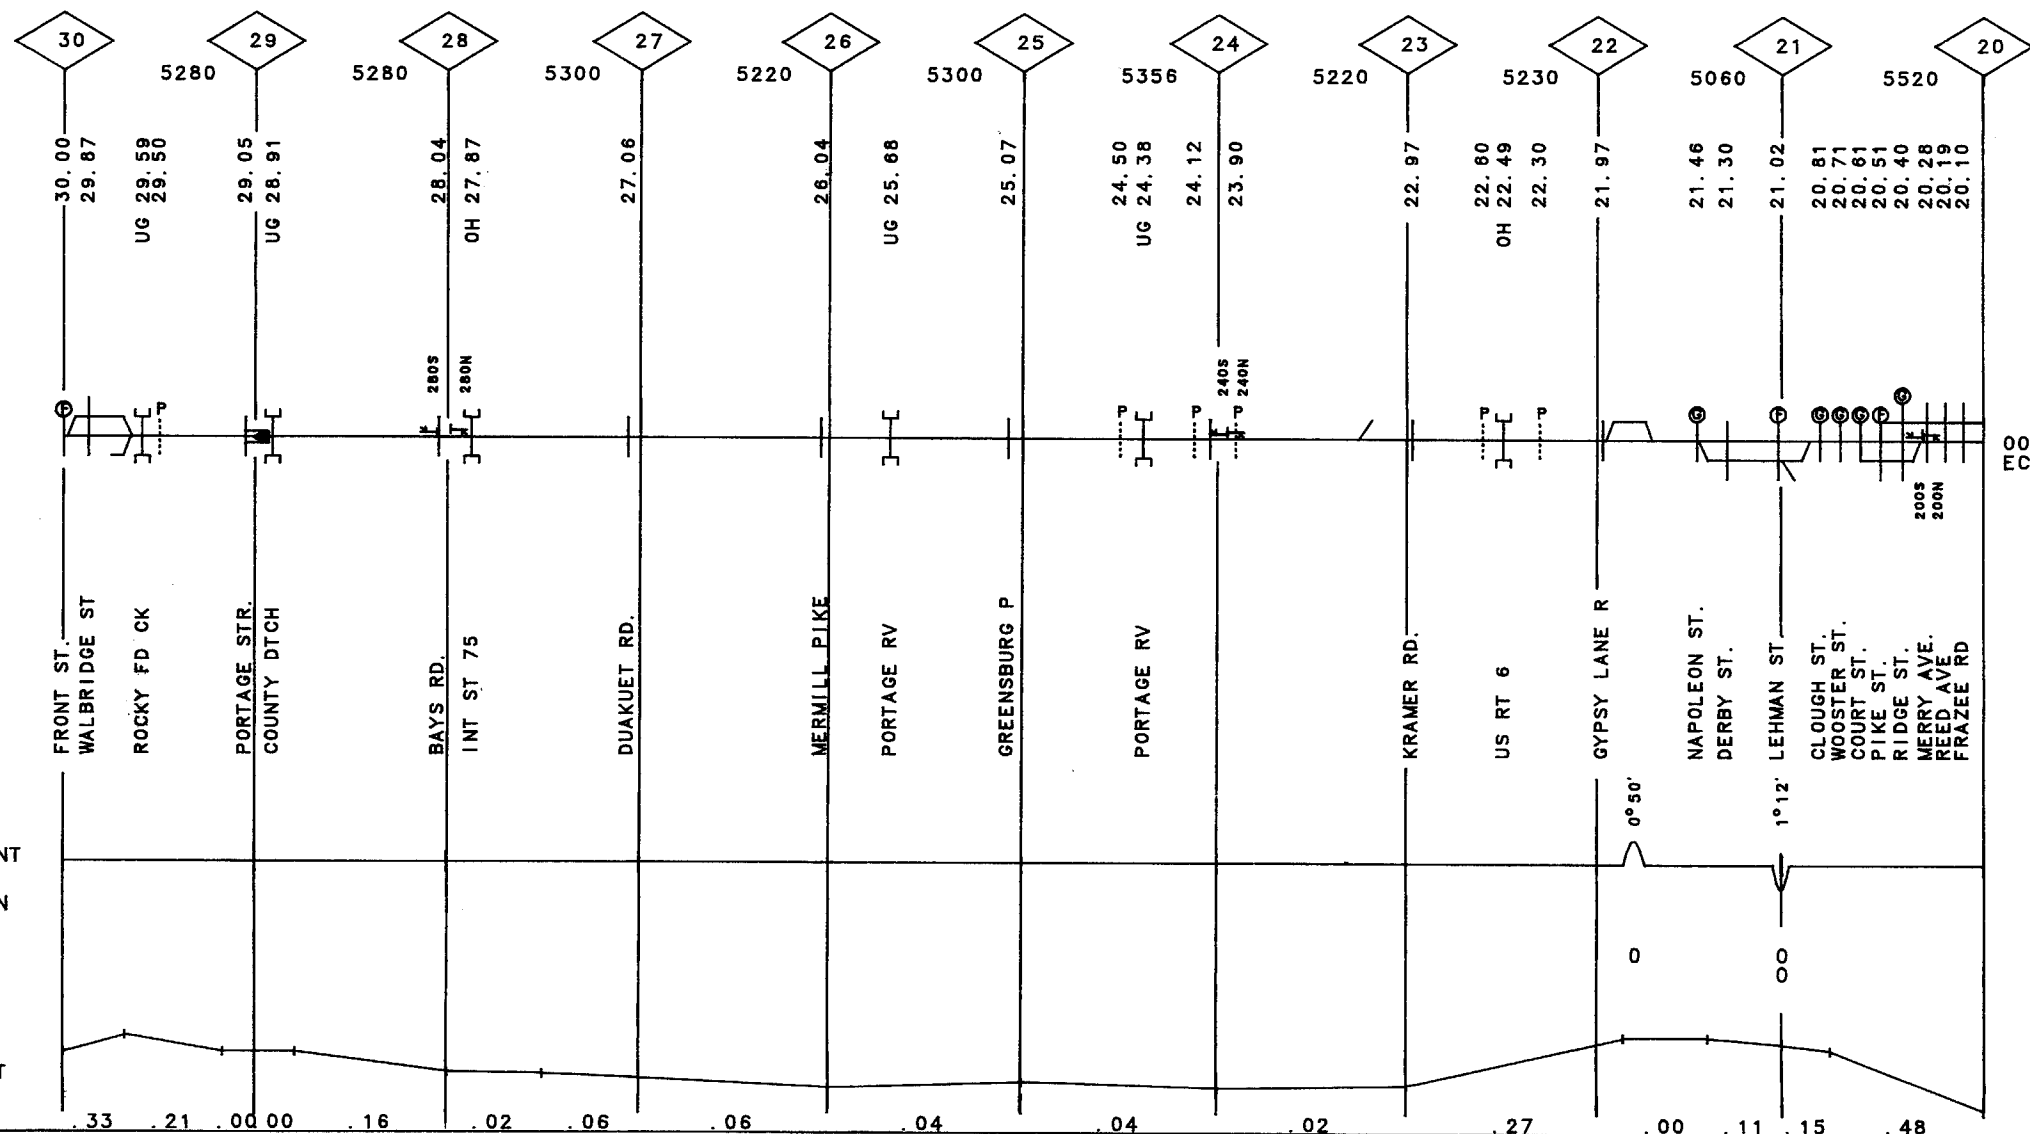 30 29 28 27 26 25 24 23 22 21 20
5280 5280 5300 5220 5300 5356 5220 5230 5060 5520
30.00
29.87
UG 29.59
29.50
29.05
UG 28.91
28.04
OH 27.87
27.06
26.04
UG 25.68
25.07
24.50
UG 24.38
24.12
23.90
22.97
22.60
OH 22.49
22.30
21.97
21.46
21.30
21.02
20.81
20.71
20.61
20.51
20.40
20.28
20.19
20.10
280S
280N
240S
240N
F P P P P P P G F G G G F G
200S
200N
00
EC
FRONT ST.
WALBRIDGE ST
ROCKY FD CK
PORTAGE STR.
COUNTY DTCH
BAYS RD.
INT ST 75
DUAKUET RD.
MERMILL PIKE
PORTAGE RV
GREENSBURG P
PORTAGE RV
KRAMER RD.
US RT 6
GYPSY LANE R
NAPOLEON ST.
DERBY ST.
LEHMAN ST
CLOUGH ST.
WOOSTER ST.
COURT ST.
PIKE ST.
RIDGE ST.
MERRY AVE.
REED AVE
FRAZEE RD
0°50'
1°12'
NT
N
0 0
0
T
.33 .21 .00 00 .16 .02 .06 .06 .04 .04 .02 .27 .00 .11 .15 .48